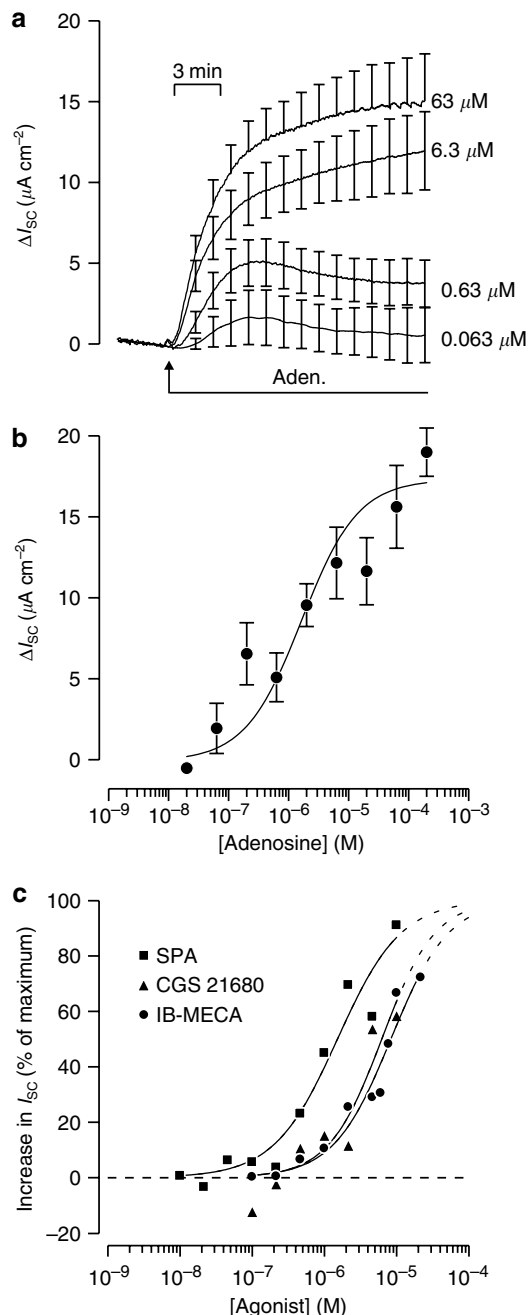 a
20
15
10
5
0
ΔI_SC (μA cm⁻²)
3 min
63 μM
6.3 μM
0.63 μM
0.063 μM
Aden.
b
20
15
10
5
0
ΔI_SC (μA cm⁻²)
10⁻⁹ 10⁻⁸ 10⁻⁷ 10⁻⁶ 10⁻⁵ 10⁻⁴ 10⁻³
[Adenosine] (M)
c
100
80
60
40
20
0
−20
Increase in I_SC (% of maximum)
SPA
CGS 21680
IB-MECA
10⁻⁹ 10⁻⁸ 10⁻⁷ 10⁻⁶ 10⁻⁵ 10⁻⁴
[Agonist] (M)